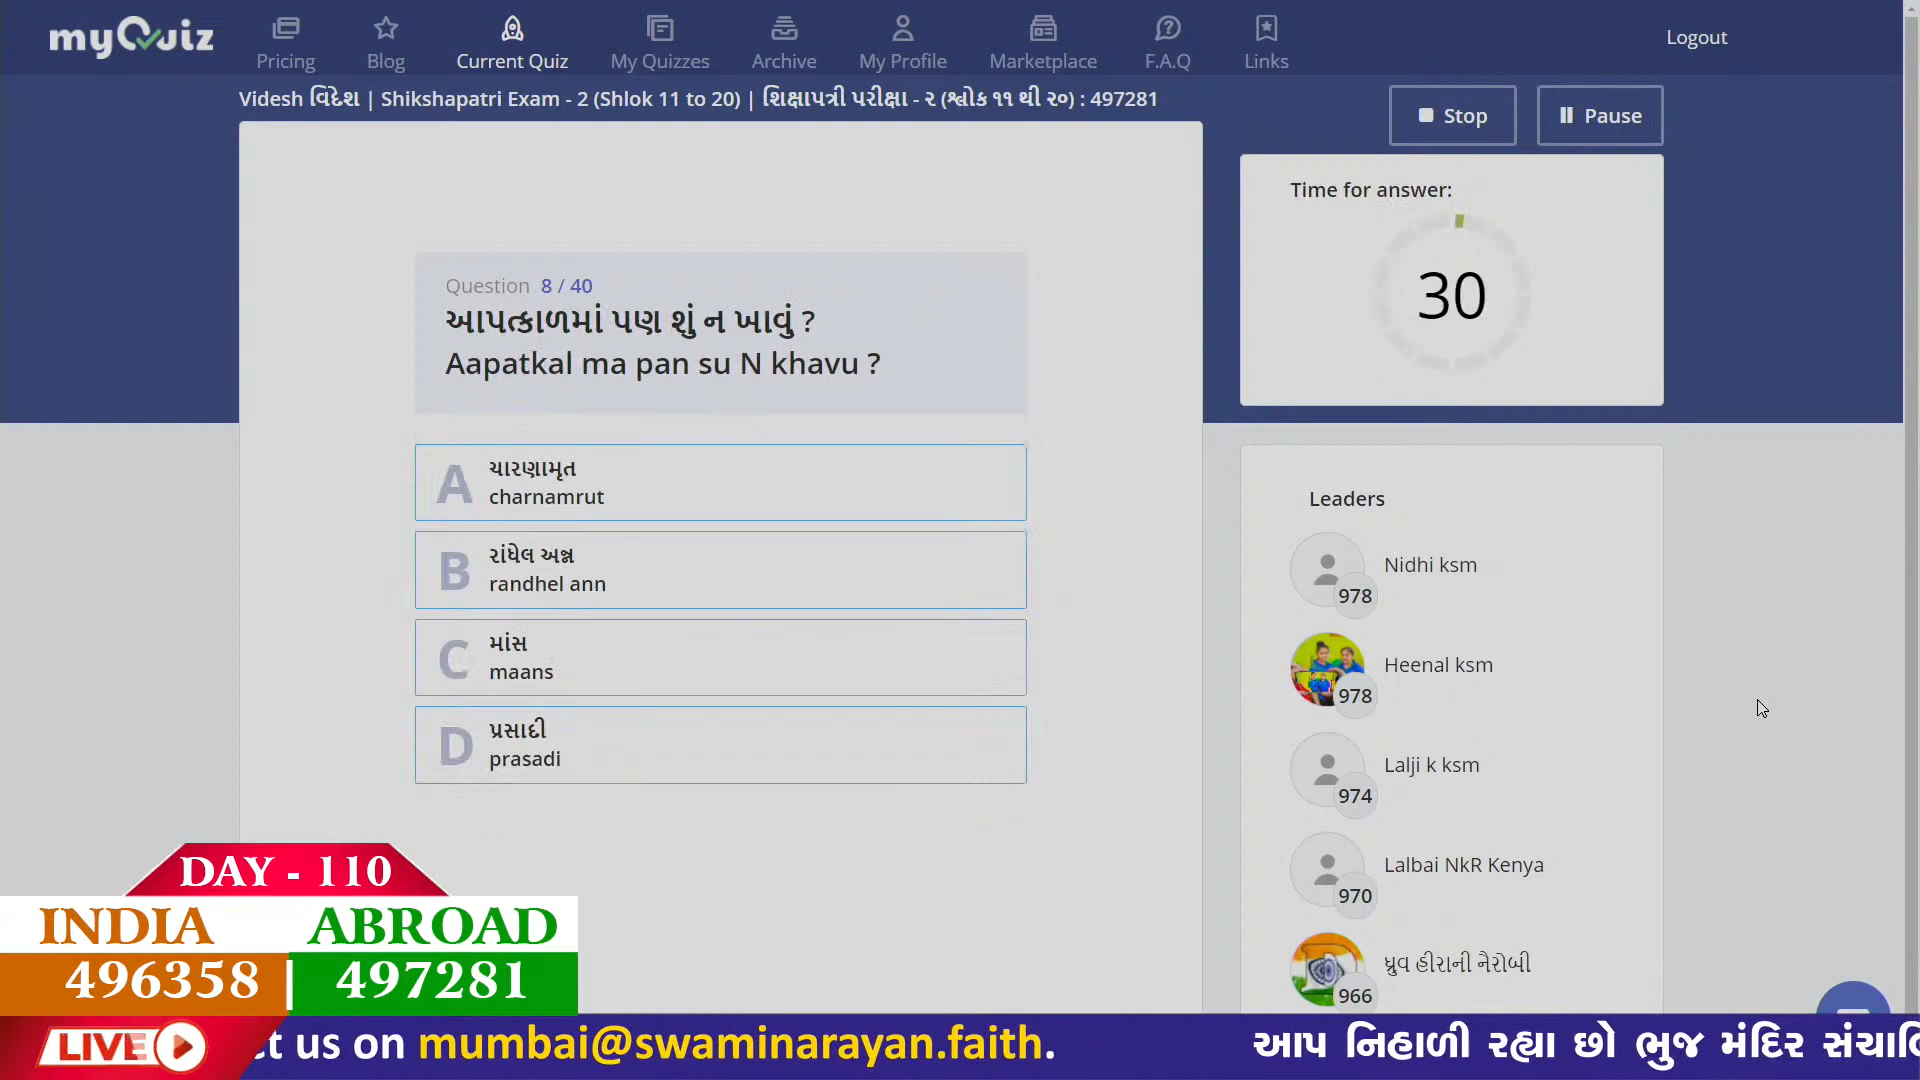 myQuiz
Pricing
Blog
Current Quiz
My Quizzes
Archive
My Profile
Marketplace
F.A.Q
Links
Logout
Videsh વિદેશ | Shikshapatri Exam - 2 (Shlok 11 to 20) | શિક્ષાપત્રી પરીક્ષા - ૨ (શ્લોક ૧૧ થી ૨૦) : 497281
Stop
Pause
Time for answer:
30
Question 8 / 40
આપત્કાળમાં પણ શું ન ખાવું ?
Aapatkal ma pan su N khavu ?
A
ચારણામૃત
charnamrut
B
રાંધેલ અન્ન
randhel ann
C
માંસ
maans
D
પ્રસાદી
prasadi
Leaders
Nidhi ksm
978
Heenal ksm
978
Lalji k ksm
974
Lalbai NkR Kenya
970
ધ્રુવ હીરાની નૈરોબી
966
DAY - 110
INDIA ABROAD
496358 | 497281
LIVE
t us on mumbai@swaminarayan.faith. આપ નિહાળી રહ્યા છો ભુજ મંદિર